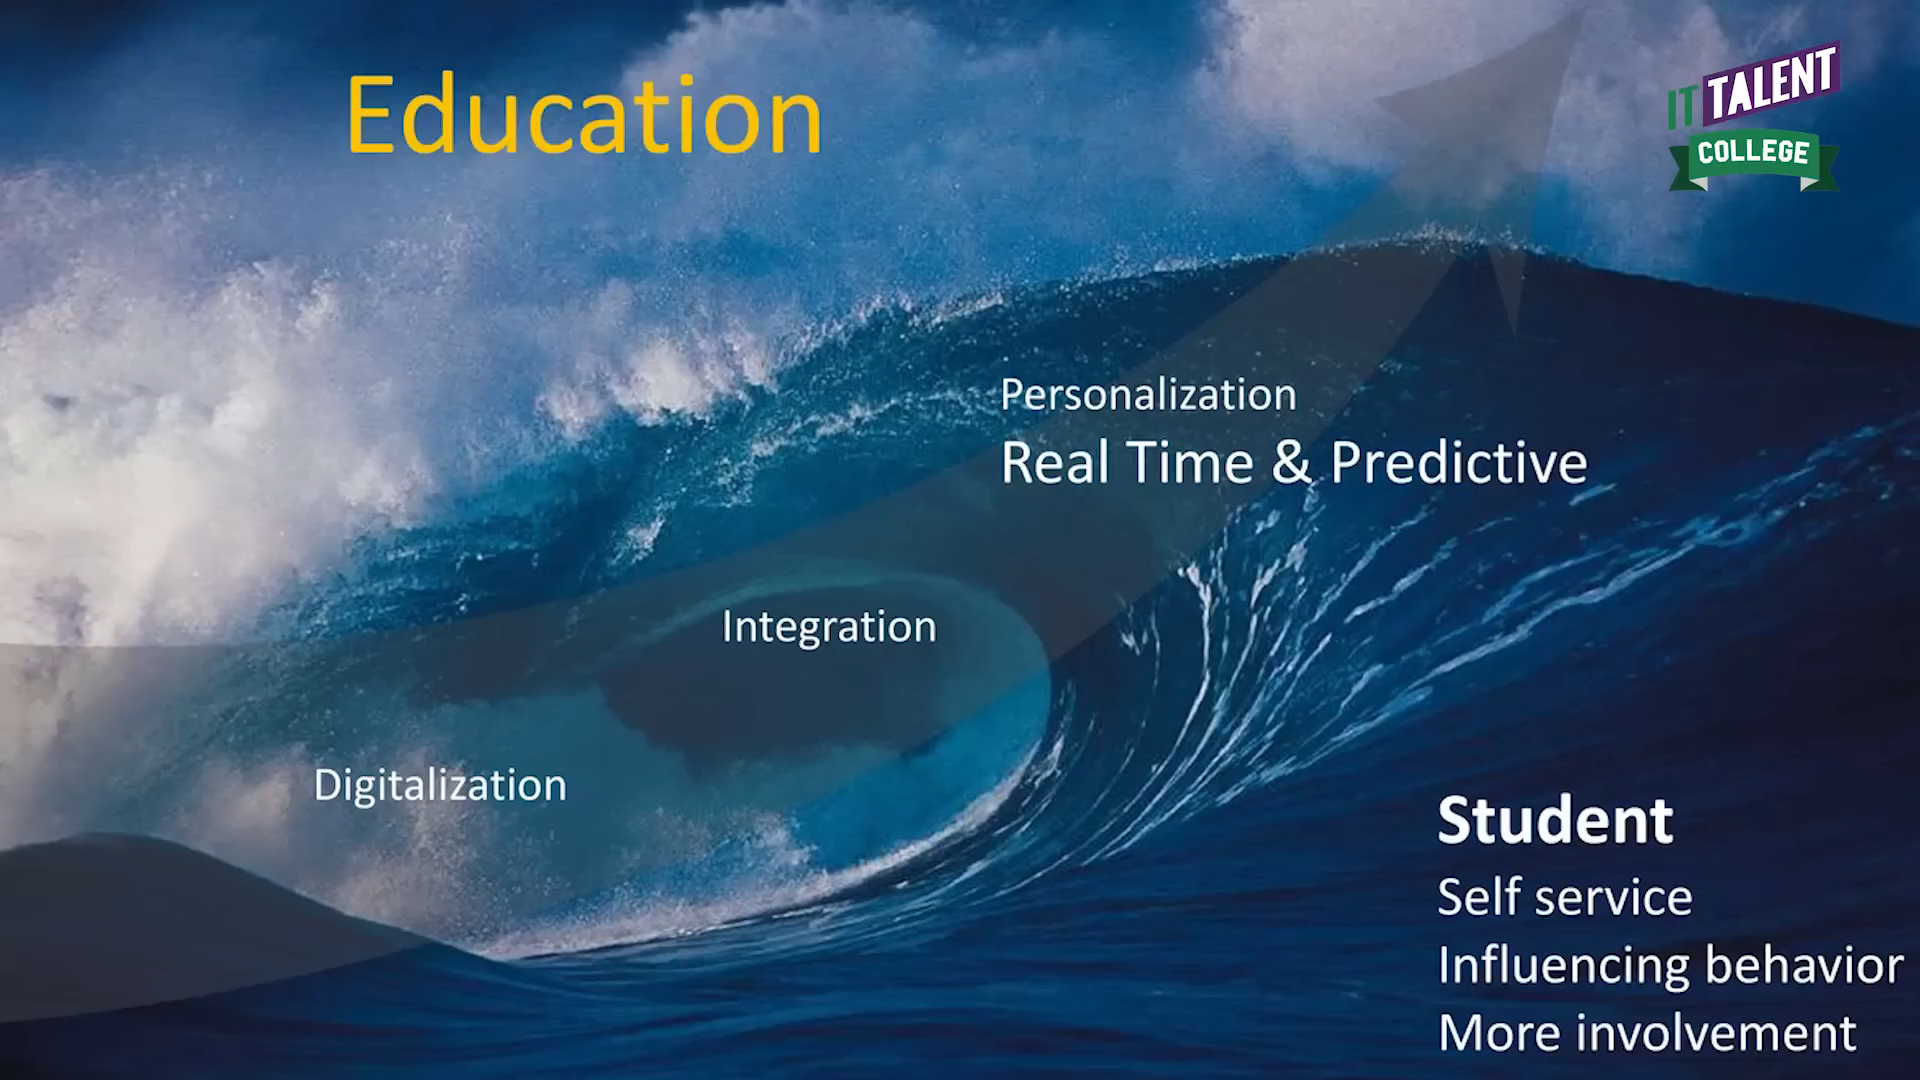 Education
IT TALENT
COLLEGE
Personalization
Real Time & Predictive
Integration
Digitalization
Student
Self service
Influencing behavior
More involvement